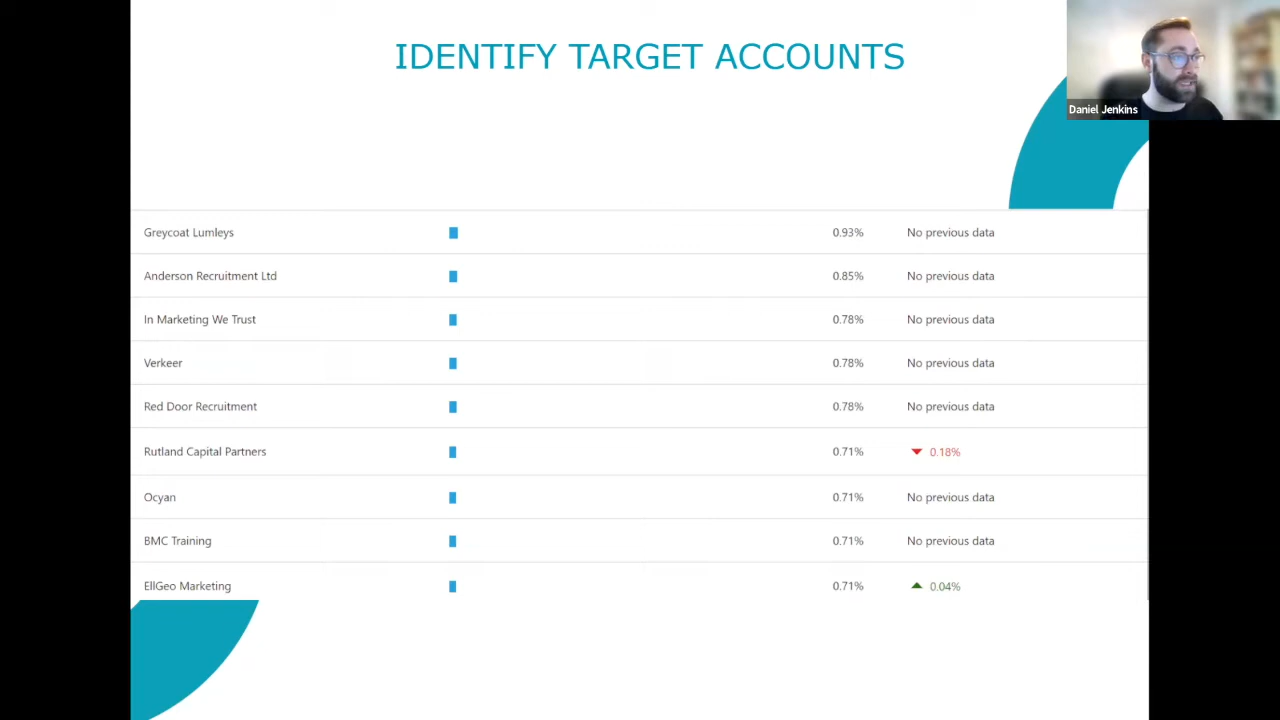 IDENTIFY TARGET ACCOUNTS
Daniel Jenkins
Greycoat Lumleys 0.93% No previous data
Anderson Recruitment Ltd 0.85% No previous data
In Marketing We Trust 0.78% No previous data
Verkeer 0.78% No previous data
Red Door Recruitment 0.78% No previous data
Rutland Capital Partners 0.71% 0.18%
Ocyan 0.71% No previous data
BMC Training 0.71% No previous data
EllGeo Marketing 0.71% 0.04%